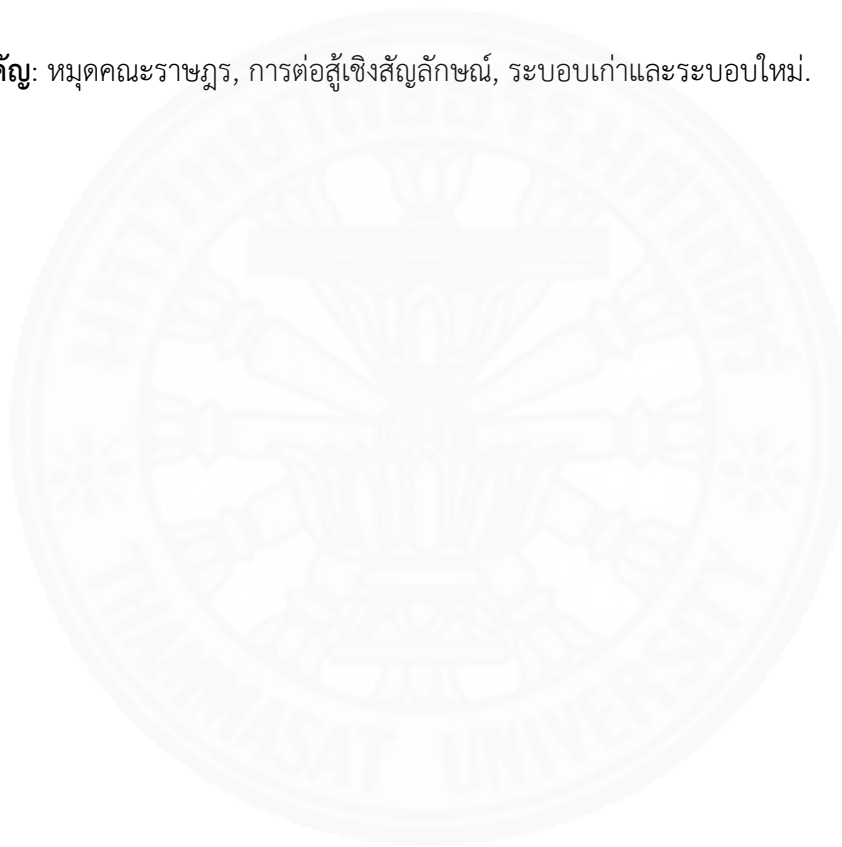 คัญ: หมุดคณะราษฎร, การต่อสู้เชิงสัญลักษณ์, ระบอบเก่าและระบอบใหม่.
มหาวิทยาลัยธรรมศาสตร์
THAMMASAT UNIVERSITY